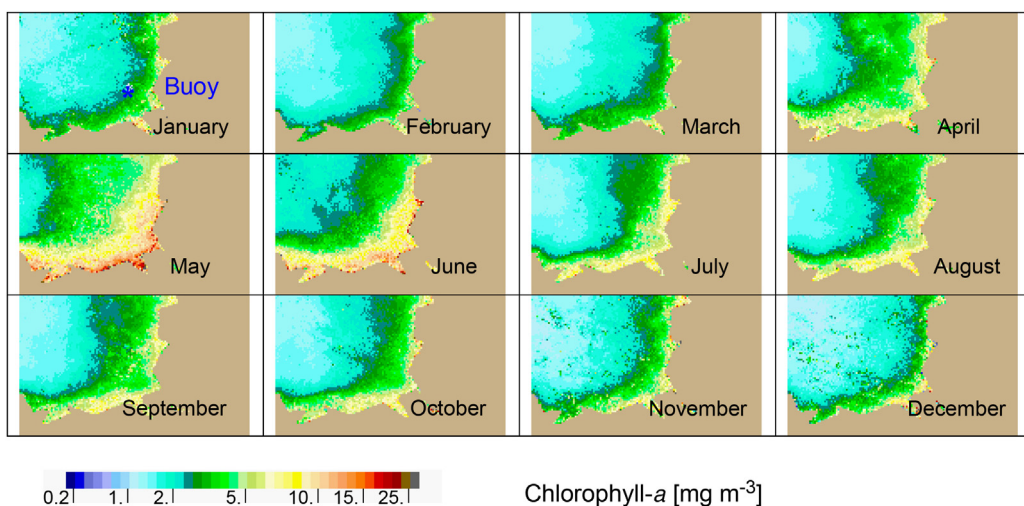 Buoy
January
February
March
April
May
June
July
August
September
October
November
December
0.2 1. 2. 5. 10. 15. 25.
Chlorophyll-a [mg m⁻³]